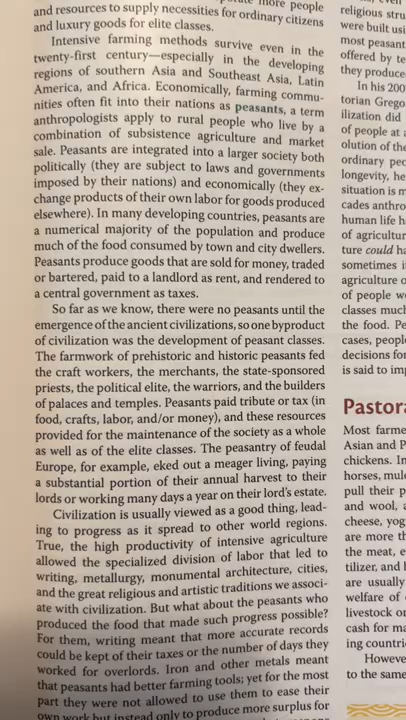 more people
and resources to supply necessities for ordinary citizens
and luxury goods for elite classes.
Intensive farming methods survive even in the
twenty-first century—especially in the developing
regions of southern Asia and Southeast Asia, Latin
America, and Africa. Economically, farming commu-
nities often fit into their nations as peasants, a term
anthropologists apply to rural people who live by a
combination of subsistence agriculture and market
sale. Peasants are integrated into a larger society both
politically (they are subject to laws and governments
imposed by their nations) and economically (they ex-
change products of their own labor for goods produced
elsewhere). In many developing countries, peasants are
a numerical majority of the population and produce
much of the food consumed by town and city dwellers.
Peasants produce goods that are sold for money, traded
or bartered, paid to a landlord as rent, and rendered to
a central government as taxes.
So far as we know, there were no peasants until the
emergence of the ancient civilizations, so one byproduct
of civilization was the development of peasant classes.
The farmwork of prehistoric and historic peasants fed
the craft workers, the merchants, the state-sponsored
priests, the political elite, the warriors, and the builders
of palaces and temples. Peasants paid tribute or tax (in
food, crafts, labor, and/or money), and these resources
provided for the maintenance of the society as a whole
as well as of the elite classes. The peasantry of feudal
Europe, for example, eked out a meager living, paying
a substantial portion of their annual harvest to their
lords or working many days a year on their lord's estate.
Civilization is usually viewed as a good thing, lead-
ing to progress as it spread to other world regions.
True, the high productivity of intensive agriculture
allowed the specialized division of labor that led to
writing, metallurgy, monumental architecture, cities,
and the great religious and artistic traditions we associ-
ate with civilization. But what about the peasants who
produced the food that made such progress possible?
For them, writing meant that more accurate records
could be kept of their taxes or the number of days they
worked for overlords. Iron and other metals meant
that peasants had better farming tools; yet for the most
part they were not allowed to use them to ease their
own work but instead only to produce more surplus for
religious
were built
most peasant
offered by
they produce
In his
torian
ilization did
of people at
olution of the
ordinary
longevity,
situation is
cades
human life
of agricultur
ture could
sometimes
agriculture
of people
classes much
the food.
cases,
decisions for
is said to
Pastor
Most
Asian and
chickens. In
horses,
pull their
and wool,
cheese,
are more
the meat,
tilizer, and
are usually
welfare of
livestock or
cash for
ing
However
to the same